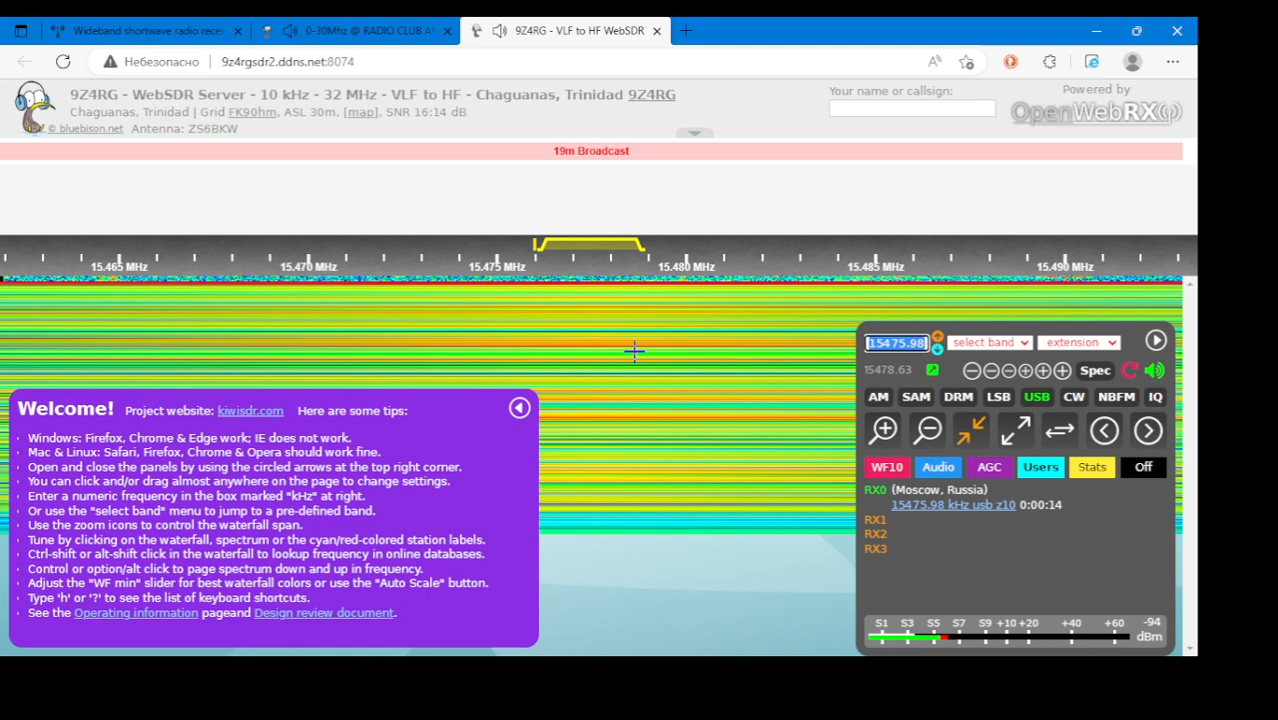 Wideband shortwave radio recei
0-30Mhz @ RADIO CLUB A
9Z4RG - VLF to HF WebSDR
Небезопасно
9z4rgsdr2.ddns.net:8074
9Z4RG - WebSDR Server - 10 kHz - 32 MHz - VLF to HF - Chaguanas, Trinidad 9Z4RG
Chaguanas, Trinidad | Grid FK90hm, ASL 30m, [map], SNR 16:14 dB
© bluebison.net Antenna: ZS6BKW
Your name or callsign:
Powered by
OpenWebRX
19m Broadcast
15.465 MHz 15.470 MHz 15.475 MHz 15.480 MHz 15.485 MHz 15.490 MHz
15475.98 select band extension
15478.63 Spec
AM SAM DRM LSB USB CW NBFM IQ
WF10 Audio AGC Users Stats Off
RX0 (Moscow, Russia)
15475.98 kHz usb z10 0:00:14
RX1
RX2
RX3
S1 S3 S5 S7 S9 +10 +20 +40 +60 -94
dBm
Welcome! Project website: kiwisdr.com Here are some tips:
· Windows: Firefox, Chrome & Edge work; IE does not work.
· Mac & Linux: Safari, Firefox, Chrome & Opera should work fine.
· Open and close the panels by using the circled arrows at the top right corner.
· You can click and/or drag almost anywhere on the page to change settings.
· Enter a numeric frequency in the box marked "kHz" at right.
· Or use the "select band" menu to jump to a pre-defined band.
· Use the zoom icons to control the waterfall span.
· Tune by clicking on the waterfall, spectrum or the cyan/red-colored station labels.
· Ctrl-shift or alt-shift click in the waterfall to lookup frequency in online databases.
· Control or option/alt click to page spectrum down and up in frequency.
· Adjust the "WF min" slider for best waterfall colors or use the "Auto Scale" button.
· Type 'h' or '?' to see the list of keyboard shortcuts.
· See the Operating information pageand Design review document.